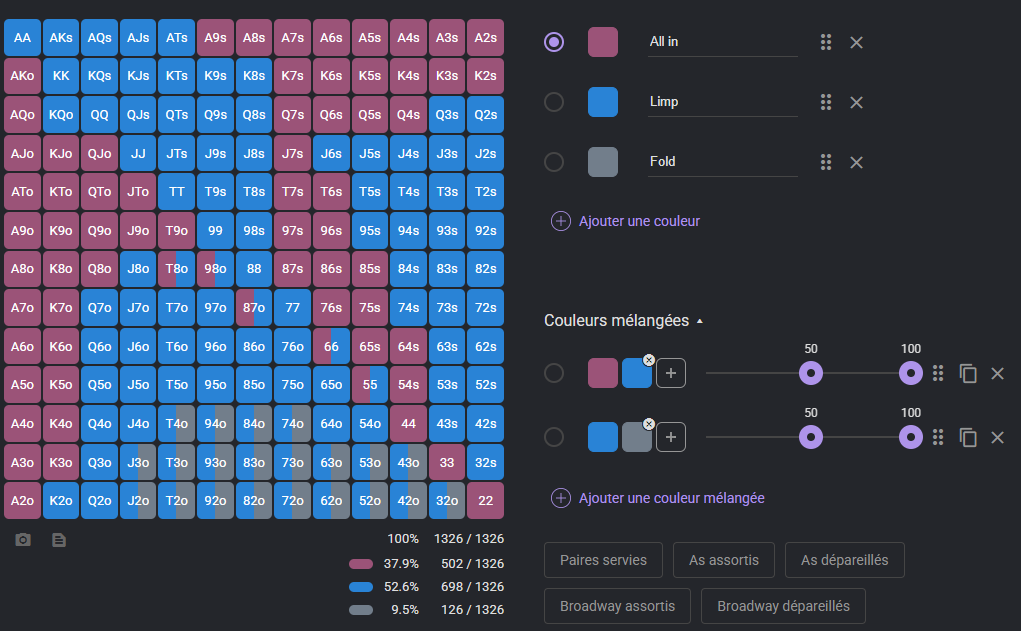 AA AKs AQs AJs ATs A9s A8s A7s A6s A5s A4s A3s A2s
AKo KK KQs KJs KTs K9s K8s K7s K6s K5s K4s K3s K2s
AQo KQo QQ QJs QTs Q9s Q8s Q7s Q6s Q5s Q4s Q3s Q2s
AJo KJo QJo JJ JTs J9s J8s J7s J6s J5s J4s J3s J2s
ATo KTo QTo JTo TT T9s T8s T7s T6s T5s T4s T3s T2s
A9o K9o Q9o J9o T9o 99 98s 97s 96s 95s 94s 93s 92s
A8o K8o Q8o J8o T8o 98o 88 87s 86s 85s 84s 83s 82s
A7o K7o Q7o J7o T7o 97o 87o 77 76s 75s 74s 73s 72s
A6o K6o Q6o J6o T6o 96o 86o 76o 66 65s 64s 63s 62s
A5o K5o Q5o J5o T5o 95o 85o 75o 65o 55 54s 53s 52s
A4o K4o Q4o J4o T4o 94o 84o 74o 64o 54o 44 43s 42s
A3o K3o Q3o J3o T3o 93o 83o 73o 63o 53o 43o 33 32s
A2o K2o Q2o J2o T2o 92o 82o 72o 62o 52o 42o 32o 22
100% 1326 / 1326
37.9% 502 / 1326
52.6% 698 / 1326
9.5% 126 / 1326
All in
Limp
Fold
Ajouter une couleur
Couleurs mélangées
50 100
50 100
Ajouter une couleur mélangée
Paires servies As assortis As dépareillés
Broadway assortis Broadway dépareillés